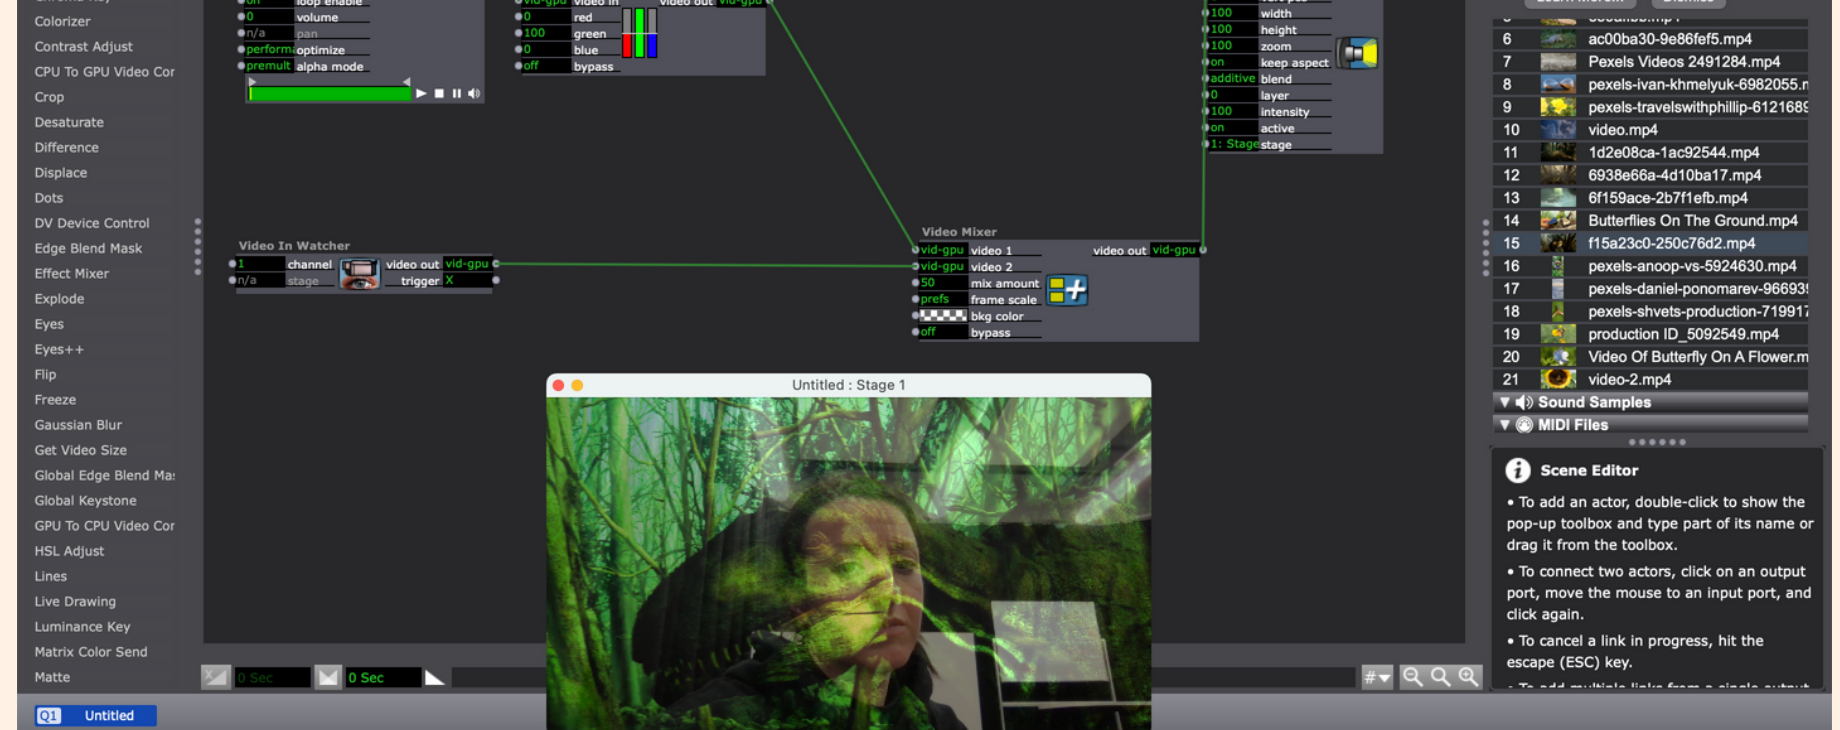 Colorizer
Contrast Adjust
CPU To GPU Video Cor
Crop
Desaturate
Difference
Displace
Dots
DV Device Control
Edge Blend Mask
Effect Mixer
Explode
Eyes
Eyes++
Flip
Freeze
Gaussian Blur
Get Video Size
Global Edge Blend Mas
Global Keystone
GPU To CPU Video Cor
HSL Adjust
Lines
Live Drawing
Luminance Key
Matrix Color Send
Matte
on loop enable
0 volume
n/a pan
performa optimize
premult alpha mode
vid-gpu video in video out vid-gpu
0 red
100 green
0 blue
off bypass
100 width
100 height
100 zoom
on keep aspect
additive blend
0 layer
100 intensity
on active
1: Stage stage
Video In Watcher
1 channel video out vid-gpu
n/a stage trigger X
Video Mixer
vid-gpu video 1 video out vid-gpu
vid-gpu video 2
50 mix amount
prefs frame scale
bkg color
off bypass
Untitled : Stage 1
0 Sec 0 Sec
#
Q1 Untitled
6 ac00ba30-9e86fef5.mp4
7 Pexels Videos 2491284.mp4
8 pexels-ivan-khmelyuk-6982055.m
9 pexels-travelswithphillip-6121689
10 video.mp4
11 1d2e08ca-1ac92544.mp4
12 6938e66a-4d10ba17.mp4
13 6f159ace-2b7f1efb.mp4
14 Butterflies On The Ground.mp4
15 f15a23c0-250c76d2.mp4
16 pexels-anoop-vs-5924630.mp4
17 pexels-daniel-ponomarev-966939
18 pexels-shvets-production-719917
19 production ID_5092549.mp4
20 Video Of Butterfly On A Flower.m
21 video-2.mp4
Sound Samples
MIDI Files
Scene Editor
• To add an actor, double-click to show the
pop-up toolbox and type part of its name or
drag it from the toolbox.
• To connect two actors, click on an output
port, move the mouse to an input port, and
click again.
• To cancel a link in progress, hit the
escape (ESC) key.
• To add multiple links from a single output